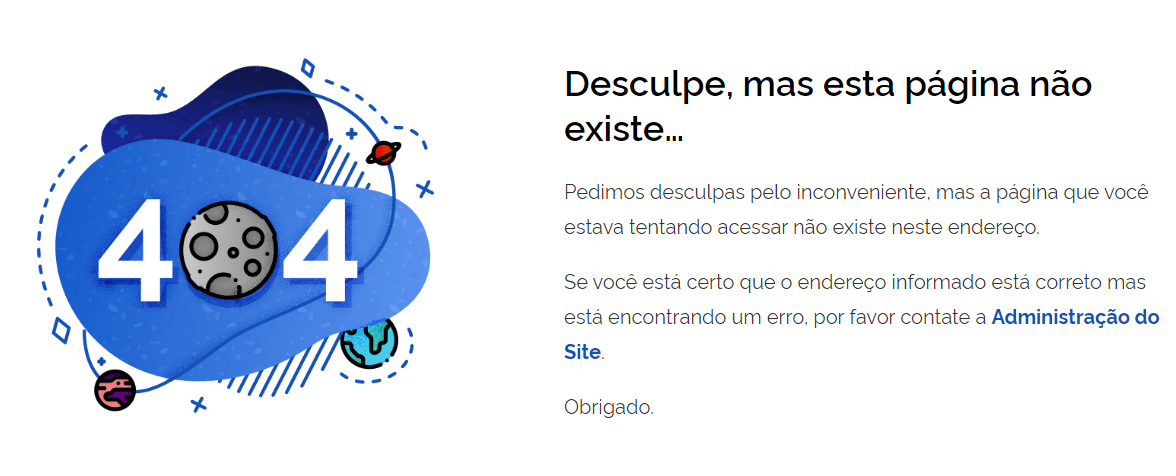 404
Desculpe, mas esta página não
existe...
Pedimos desculpas pelo inconveniente, mas a página que você
estava tentando acessar não existe neste endereço.
Se você está certo que o endereço informado está correto mas
está encontrando um erro, por favor contate a Administração do
Site.
Obrigado.